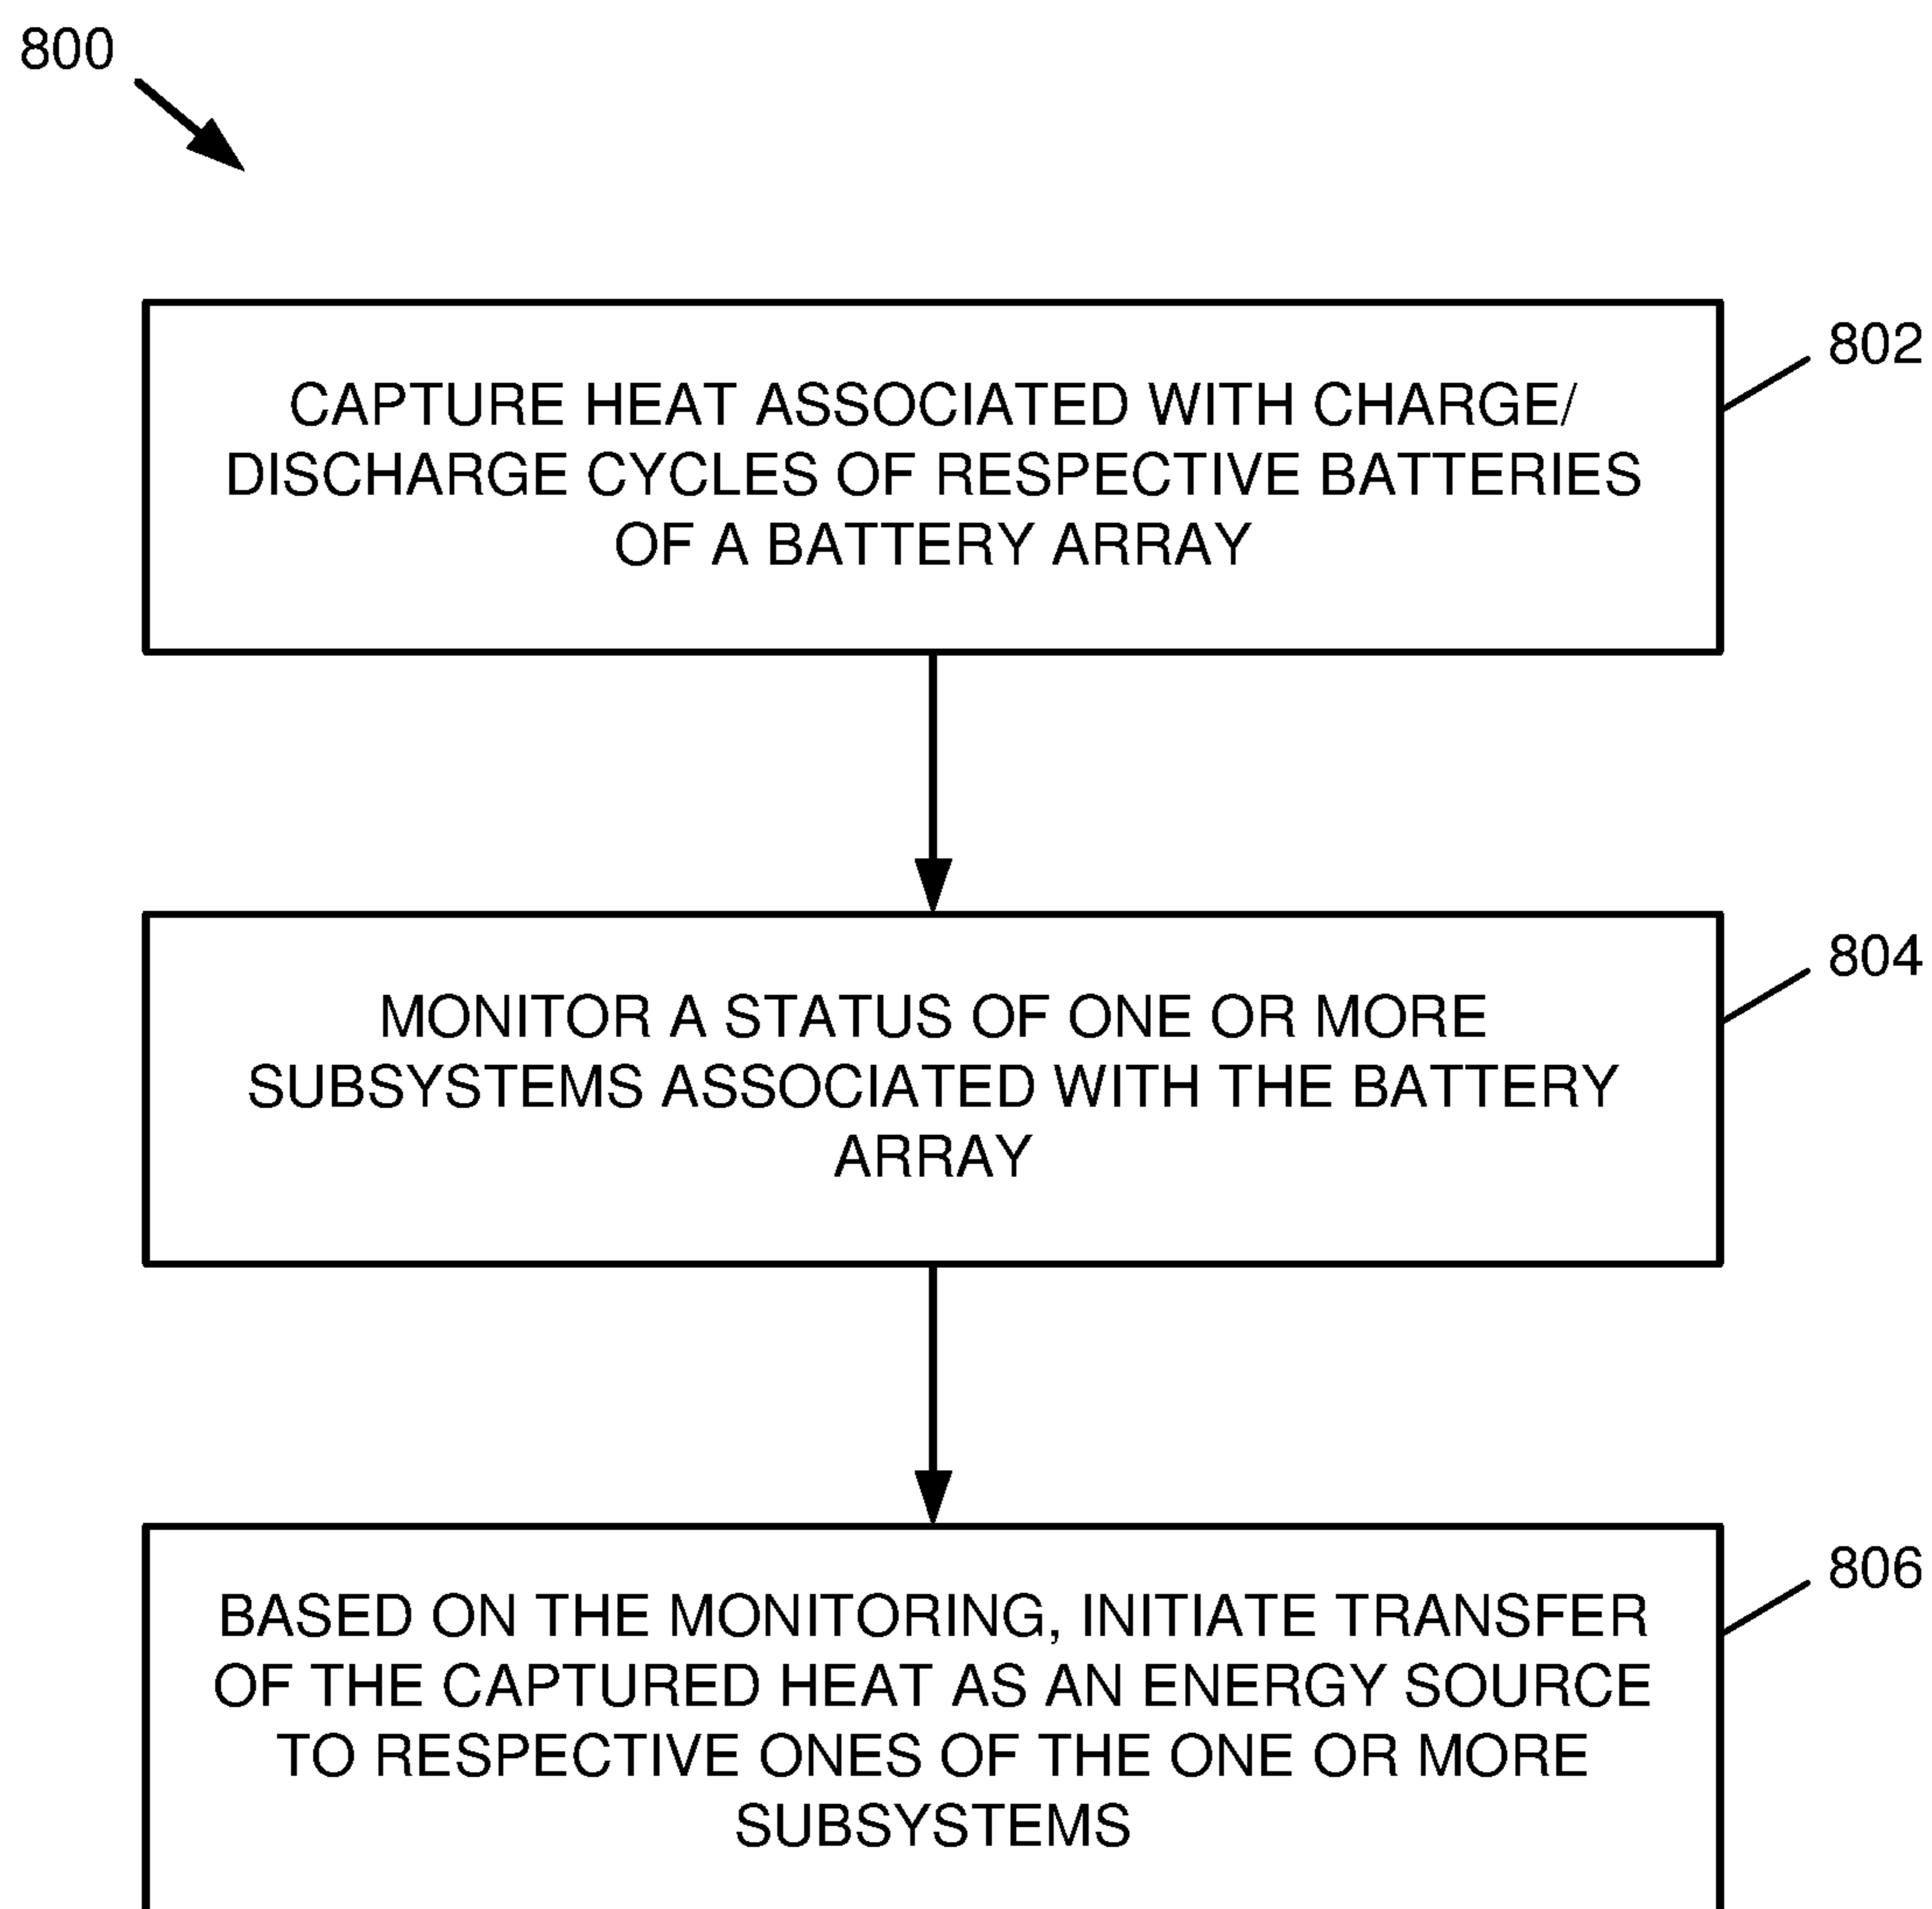 800
802
CAPTURE HEAT ASSOCIATED WITH CHARGE/
DISCHARGE CYCLES OF RESPECTIVE BATTERIES
OF A BATTERY ARRAY
804
MONITOR A STATUS OF ONE OR MORE
SUBSYSTEMS ASSOCIATED WITH THE BATTERY
ARRAY
806
BASED ON THE MONITORING, INITIATE TRANSFER
OF THE CAPTURED HEAT AS AN ENERGY SOURCE
TO RESPECTIVE ONES OF THE ONE OR MORE
SUBSYSTEMS